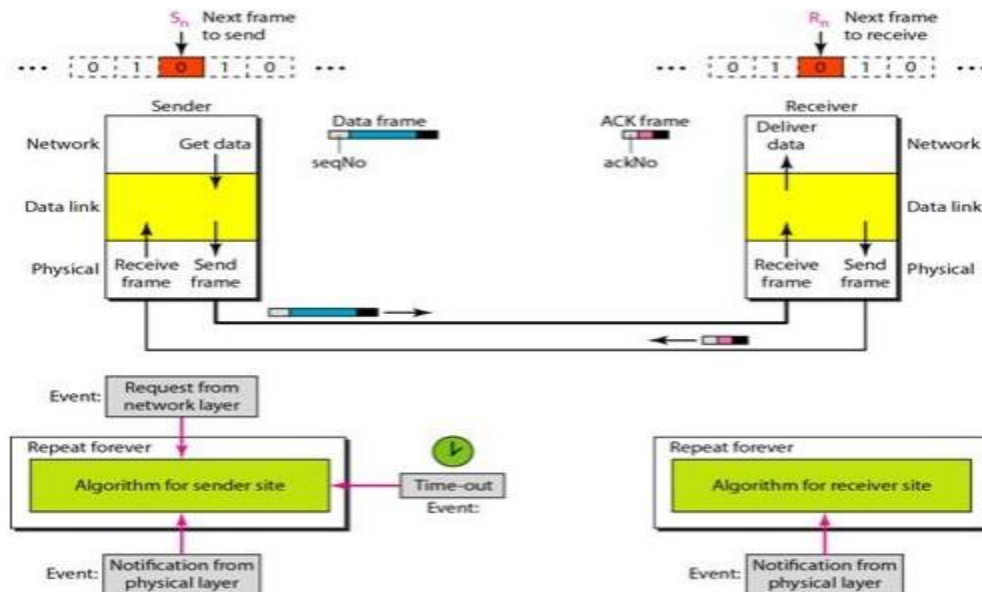 Sn Next frame
to send
Rn Next frame
to receive
... 0 1 0 1 0 ...
... 0 1 0 1 0 ...
Sender
Receiver
Data frame
ACK frame
seqNo
ackNo
Network
Get data
Deliver
data
Network
Data link
Data link
Physical
Receive
frame
Send
frame
Receive
frame
Send
frame
Physical
Event:
Request from
network layer
Repeat forever
Algorithm for sender site
Time-out
Event:
Event:
Notification from
physical layer
Repeat forever
Algorithm for receiver site
Event:
Notification from
physical layer